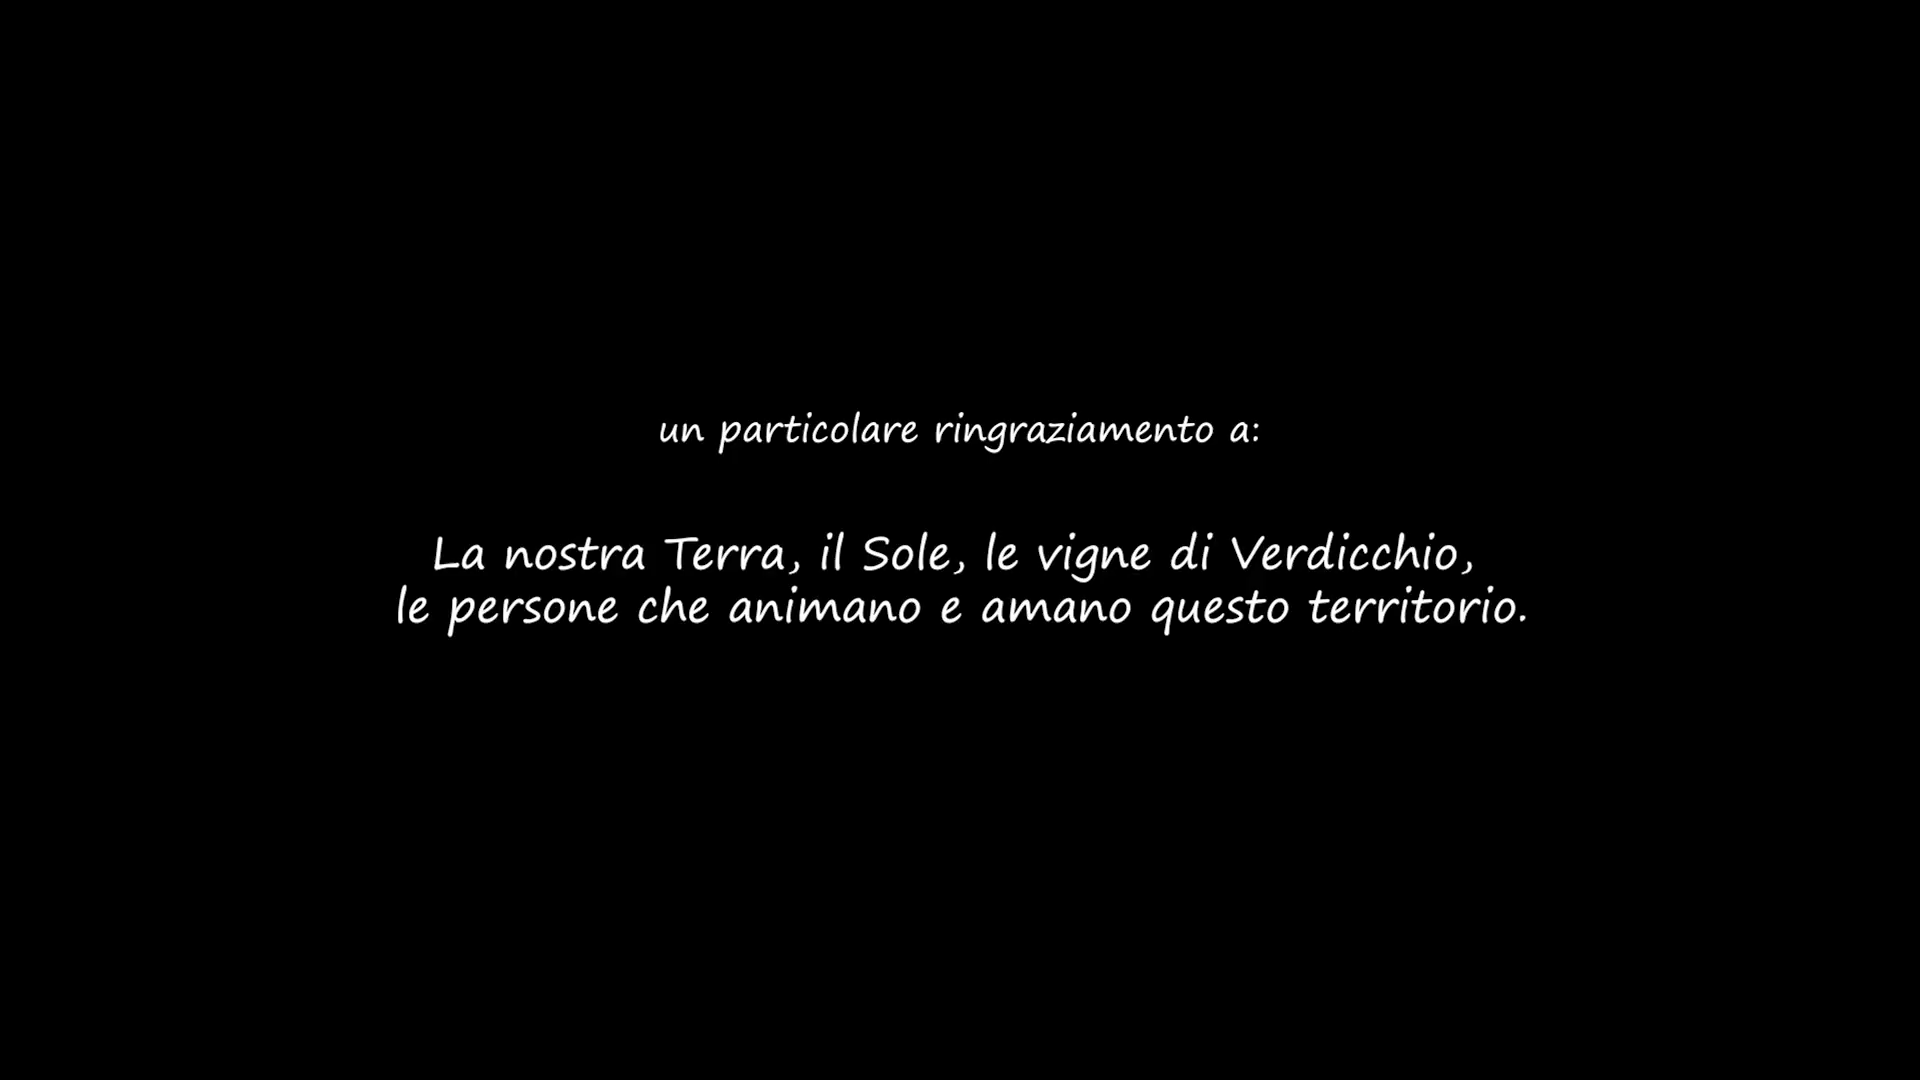 un particolare ringraziamento a:
La nostra Terra, il Sole, le vigne di Verdicchio,
le persone che animano e amano questo territorio.